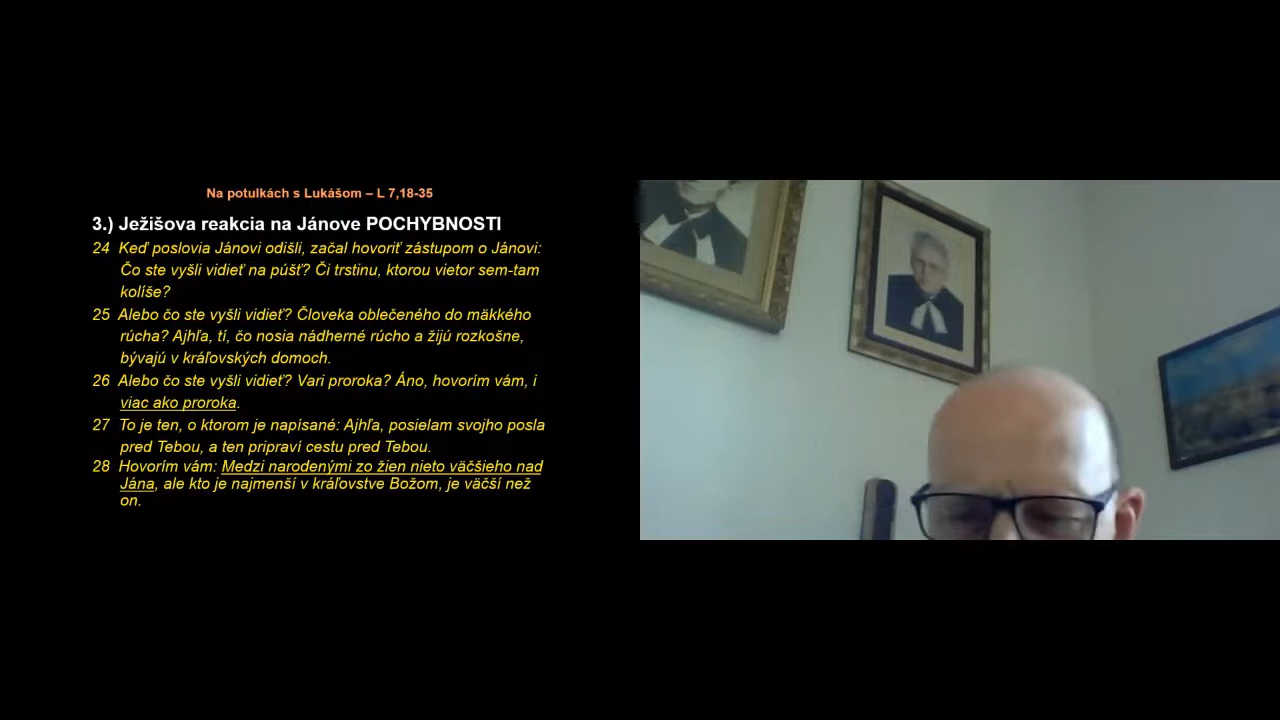 Na potulkách s Lukášom – L 7,18-35
3.) Ježišova reakcia na Jánove POCHYBNOSTI
24 Keď poslovia Jánovi odišli, začal hovoriť zástupom o Jánovi:
Čo ste vyšli vidieť na púšť? Či trstinu, ktorou vietor sem-tam
kolíše?
25 Alebo čo ste vyšli vidieť? Človeka oblečeného do mäkkého
rúcha? Ajhľa, tí, čo nosia nádherné rúcho a žijú rozkošne,
bývajú v kráľovských domoch.
26 Alebo čo ste vyšli vidieť? Vari proroka? Áno, hovorím vám, i
viac ako proroka.
27 To je ten, o ktorom je napísané: Ajhľa, posielam svojho posla
pred Tebou, a ten pripraví cestu pred Tebou.
28 Hovorím vám: Medzi narodenými zo žien nieto väčšieho nad
Jána, ale kto je najmenší v kráľovstve Božom, je väčší než
on.